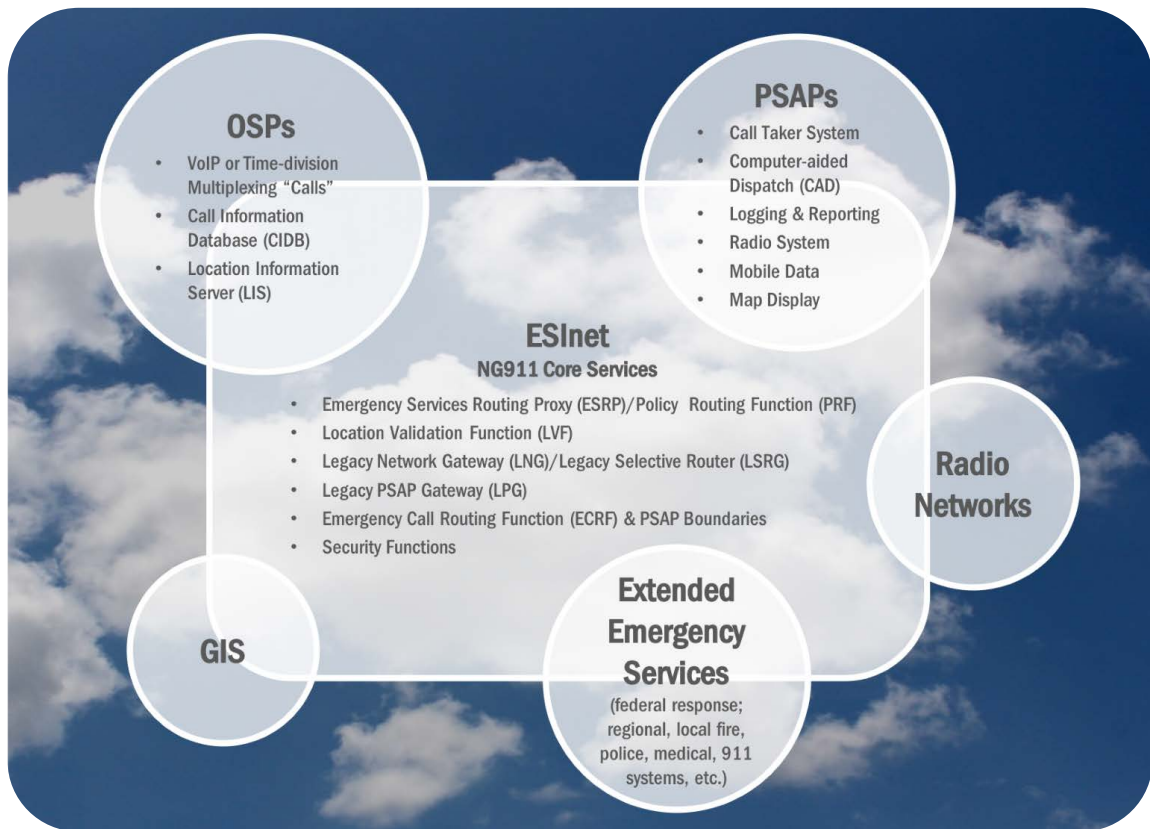 OSPs
• VoIP or Time-division
Multiplexing “Calls”
• Call Information
Database (CIDB)
• Location Information
Server (LIS)
PSAPs
• Call Taker System
• Computer-aided
Dispatch (CAD)
• Logging & Reporting
• Radio System
• Mobile Data
• Map Display
ESInet
NG911 Core Services
• Emergency Services Routing Proxy (ESRP)/Policy Routing Function (PRF)
• Location Validation Function (LVF)
• Legacy Network Gateway (LNG)/Legacy Selective Router (LSRG)
• Legacy PSAP Gateway (LPG)
• Emergency Call Routing Function (ECRF) & PSAP Boundaries
• Security Functions
Radio
Networks
GIS
Extended
Emergency
Services
(federal response;
regional, local fire,
police, medical, 911
systems, etc.)